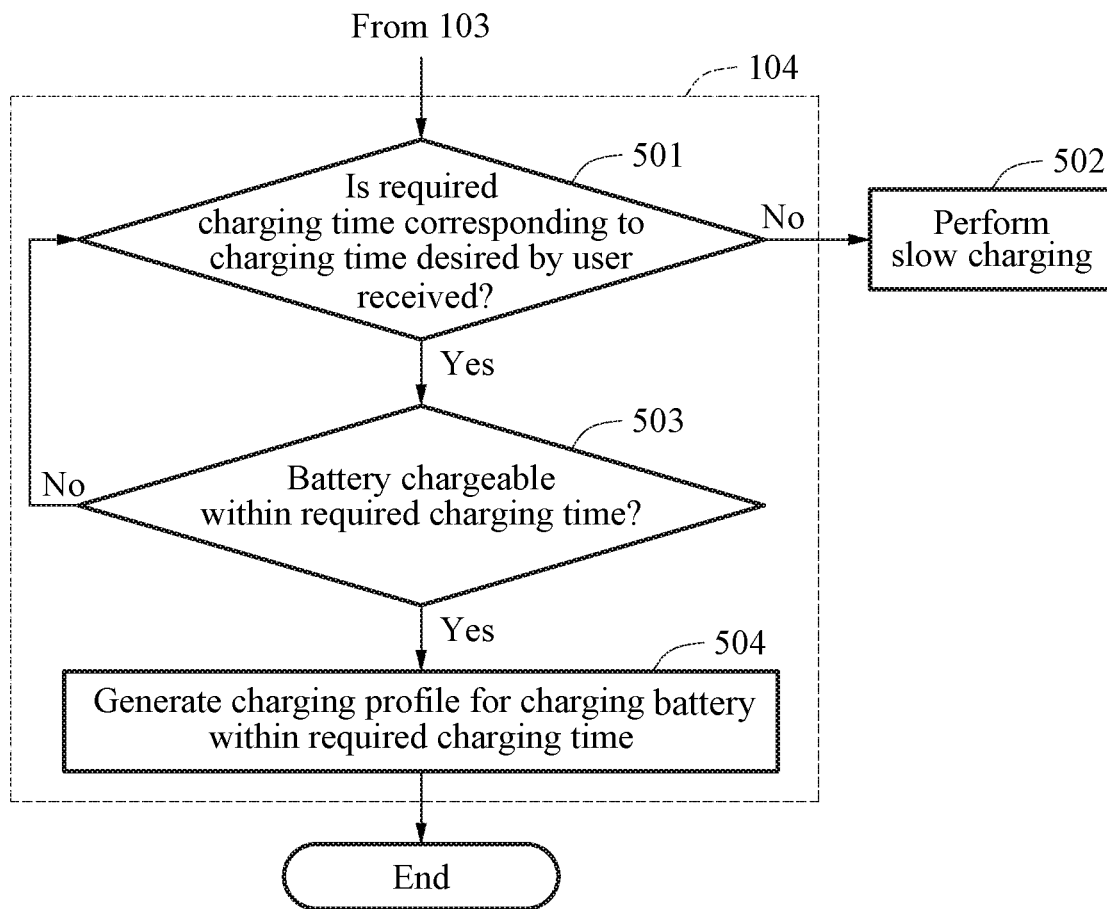 From 103
104
501
Is required
charging time corresponding to
charging time desired by user
received?
No
502
Perform
slow charging
Yes
503
Battery chargeable
within required charging time?
No
Yes
504
Generate charging profile for charging battery
within required charging time
End